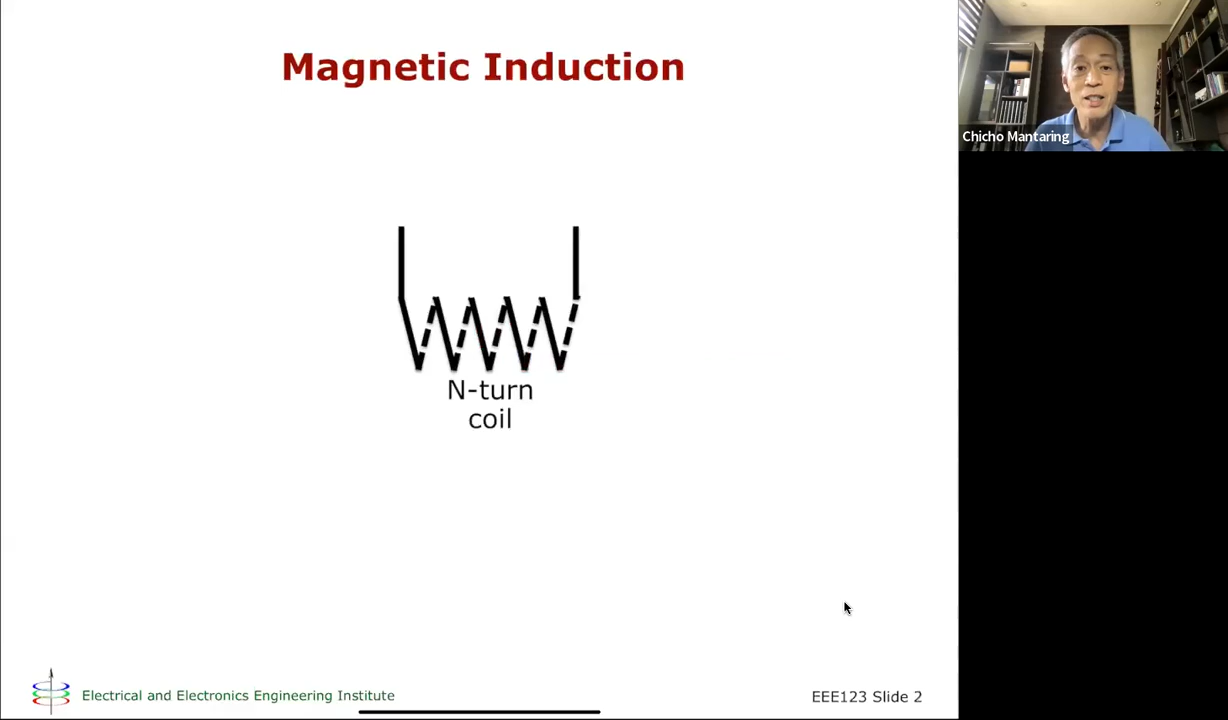 Magnetic Induction
Chicho Mantaring
N-turn
coil
Electrical and Electronics Engineering Institute
EEE123 Slide 2